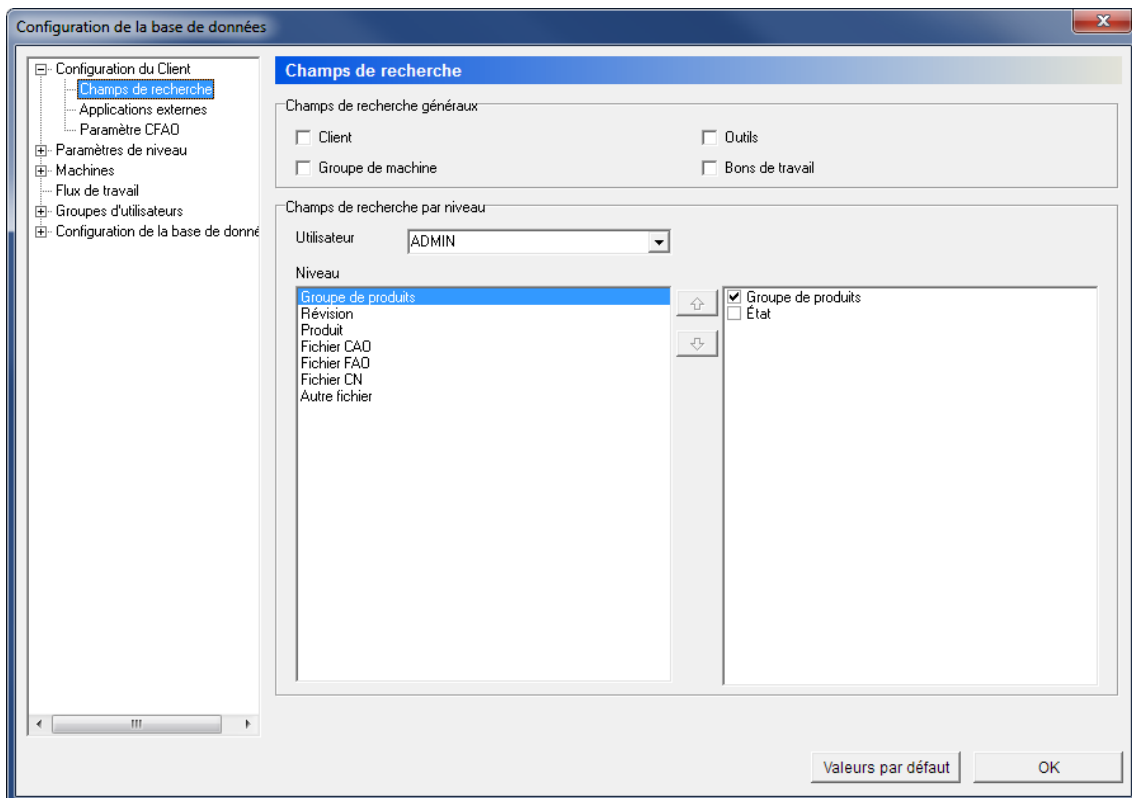 Configuration de la base de données
Configuration du Client
Champs de recherche
Applications externes
Paramètre CFAO
Paramètres de niveau
Machines
Flux de travail
Groupes d'utilisateurs
Configuration de la base de donné
Champs de recherche
Champs de recherche généraux
Client
Outils
Groupe de machine
Bons de travail
Champs de recherche par niveau
Utilisateur
ADMIN
Niveau
Groupe de produits
Révision
Produit
Fichier CAO
Fichier FAO
Fichier CN
Autre fichier
Groupe de produits
État
Valeurs par défaut
OK